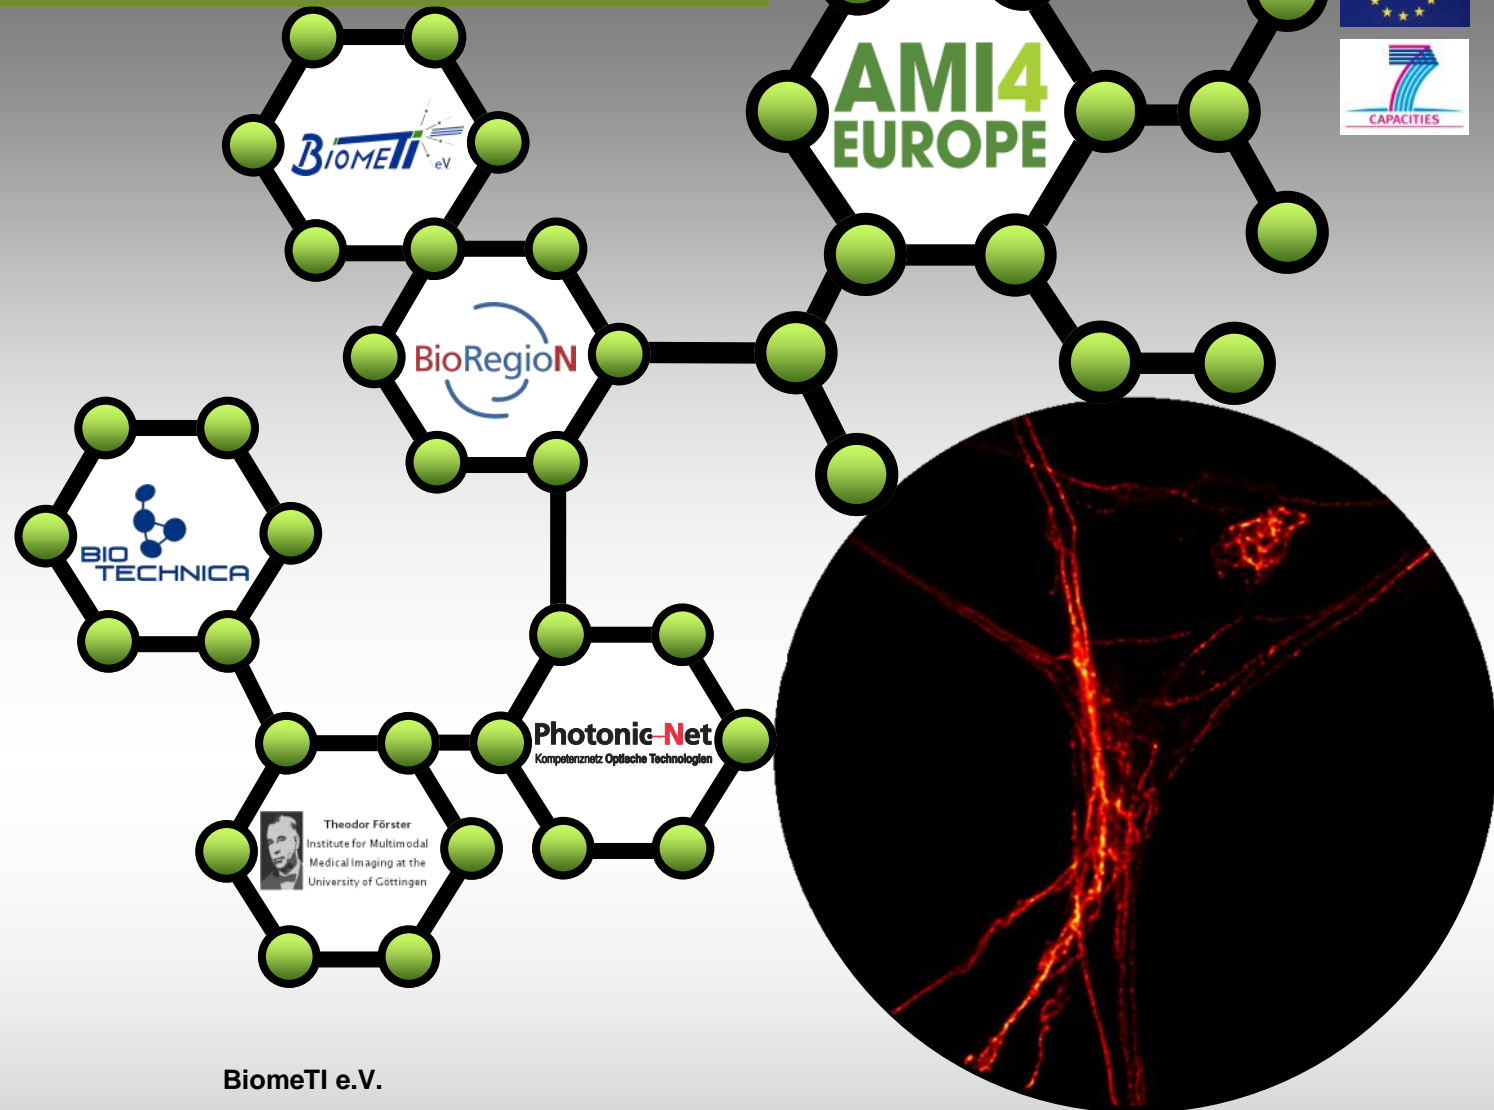 AMI4
EUROPE
7
CAPACITIES
BIOMETI
eV
BioRegioN
BIO
TECHNICA
Photonic Net
Kompetenznetz Optische Technologien
Theodor Förster
Institute for Multimodal
Medical Imaging at the
University of Göttingen
BiomeTI e.V.